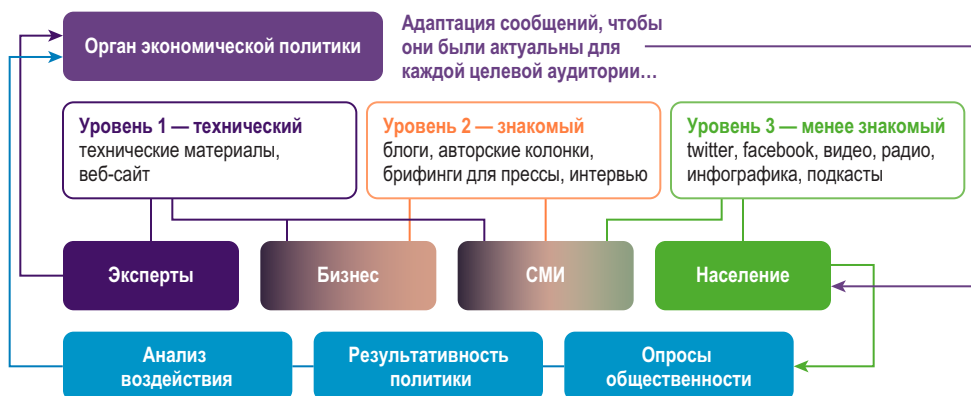 Орган экономической политики
Адаптация сообщений, чтобы
они были актуальны для
каждой целевой аудитории…
Уровень 1 — технический
технические материалы,
веб-сайт
Уровень 2 — знакомый
блоги, авторские колонки,
брифинги для прессы, интервью
Уровень 3 — менее знакомый
twitter, facebook, видео, радио,
инфографика, подкасты
Эксперты
Бизнес
СМИ
Население
Анализ
воздействия
Результативность
политики
Опросы
общественности